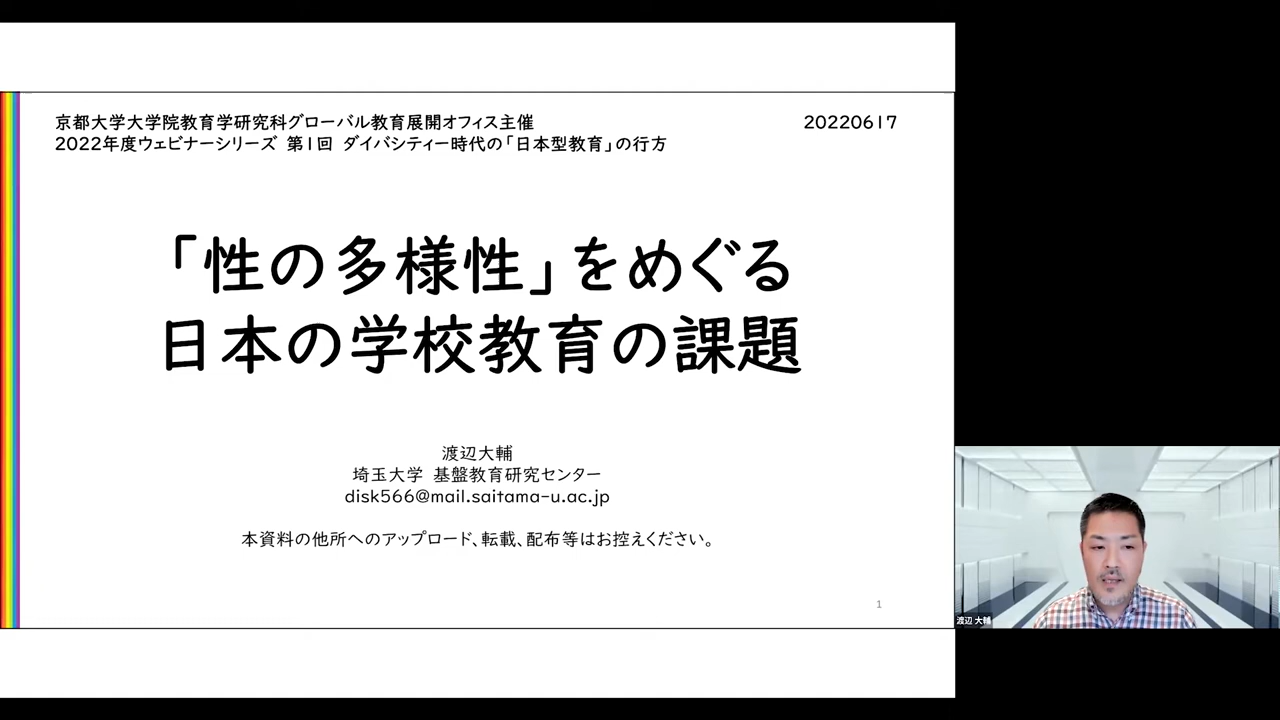 京都大学大学院教育学研究科グローバル教育展開オフィス主催
20220617
2022年度ウェビナーシリーズ 第1回 ダイバシティー時代の「日本型教育」の行方
「性の多様性」をめぐる
日本の学校教育の課題
渡辺大輔
埼玉大学 基盤教育研究センター
disk566@mail.saitama-u.ac.jp
本資料の他所へのアップロード、転載、配布等はお控えください。
1
渡辺 大輔